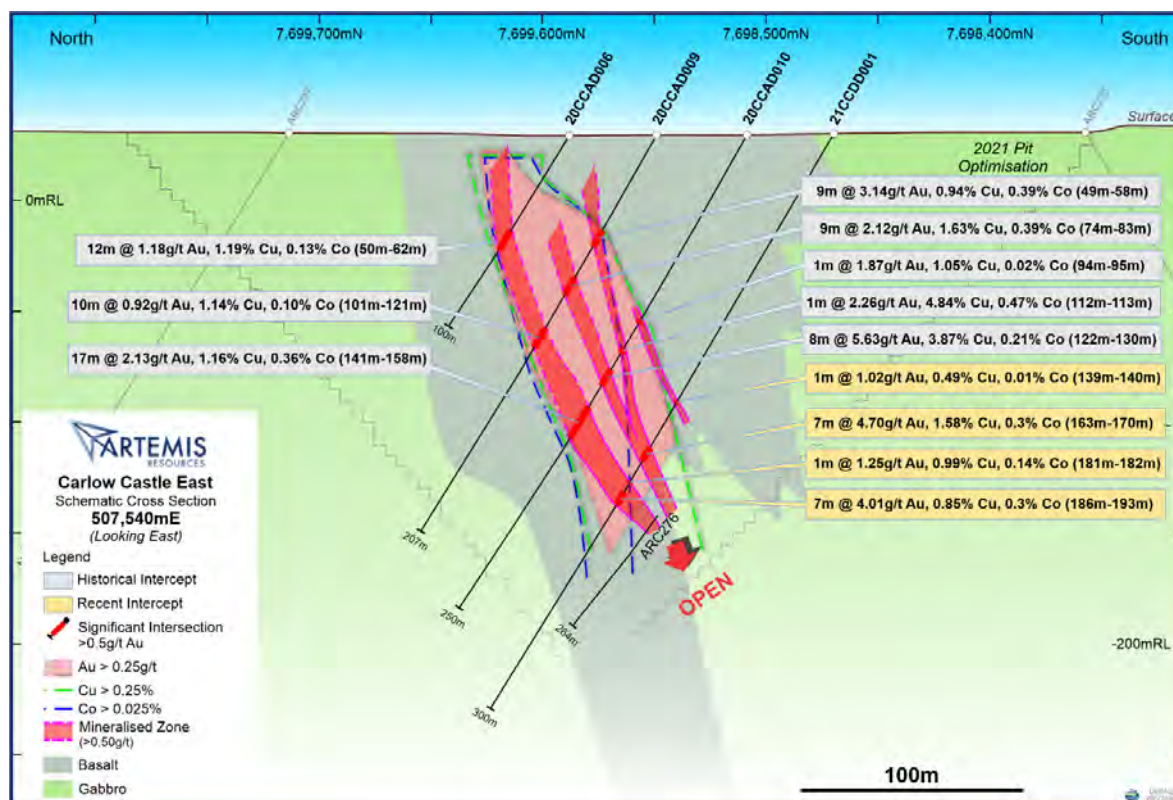 North
7,699,700mN
7,699,600mN
7,698,500mN
7,698,400mN
South
20CCAD006
20CCAD009
20CCAD010
21CCDD001
Surface
2021 Pit
Optimisation
0mRL
9m @ 3.14g/t Au, 0.94% Cu, 0.39% Co (49m-58m)
9m @ 2.12g/t Au, 1.63% Cu, 0.39% Co (74m-83m)
1m @ 1.87g/t Au, 1.05% Cu, 0.02% Co (94m-95m)
1m @ 2.26g/t Au, 4.84% Cu, 0.47% Co (112m-113m)
8m @ 5.63g/t Au, 3.87% Cu, 0.21% Co (122m-130m)
1m @ 1.02g/t Au, 0.49% Cu, 0.01% Co (139m-140m)
7m @ 4.70g/t Au, 1.58% Cu, 0.3% Co (163m-170m)
1m @ 1.25g/t Au, 0.99% Cu, 0.14% Co (181m-182m)
7m @ 4.01g/t Au, 0.85% Cu, 0.3% Co (186m-193m)
12m @ 1.18g/t Au, 1.19% Cu, 0.13% Co (50m-62m)
10m @ 0.92g/t Au, 1.14% Cu, 0.10% Co (101m-121m)
17m @ 2.13g/t Au, 1.16% Cu, 0.36% Co (141m-158m)
100m
207m
250m
300m
264m
ARC276
OPEN
-200mRL
ARTEMIS
RESOURCES
Carlow Castle East
Schematic Cross Section
507,540mE
(Looking East)
Legend
Historical Intercept
Recent Intercept
Significant Intersection
>0.5g/t Au
Au > 0.25g/t
Cu > 0.25%
Co > 0.025%
Mineralised Zone
(>0.50g/t)
Basalt
Gabbro
100m